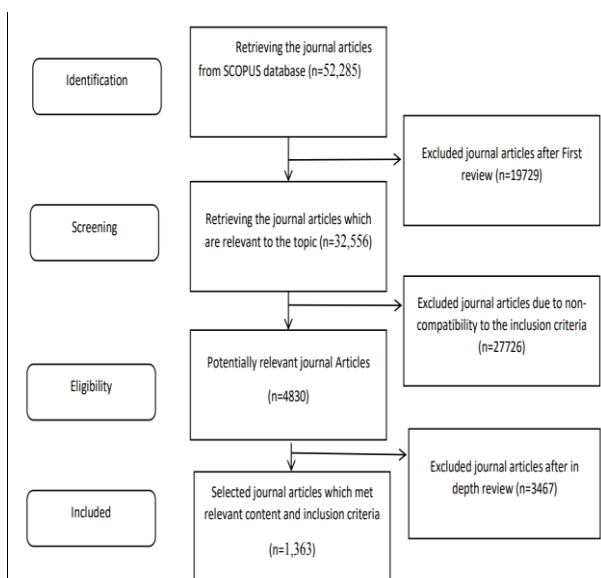 Retrieving the journal articles
from SCOPUS database (n=52,285)
Identification
Excluded journal articles after First
review (n=19729)
Retrieving the journal articles which
are relevant to the topic (n=32,556)
Screening
Excluded journal articles due to non-
compatibility to the inclusion criteria
(n=27726)
Potentially relevant journal Articles
(n=4830)
Eligibility
Excluded journal articles after in
depth review (n=3467)
Selected journal articles which met
relevant content and inclusion criteria
(n=1,363)
Included